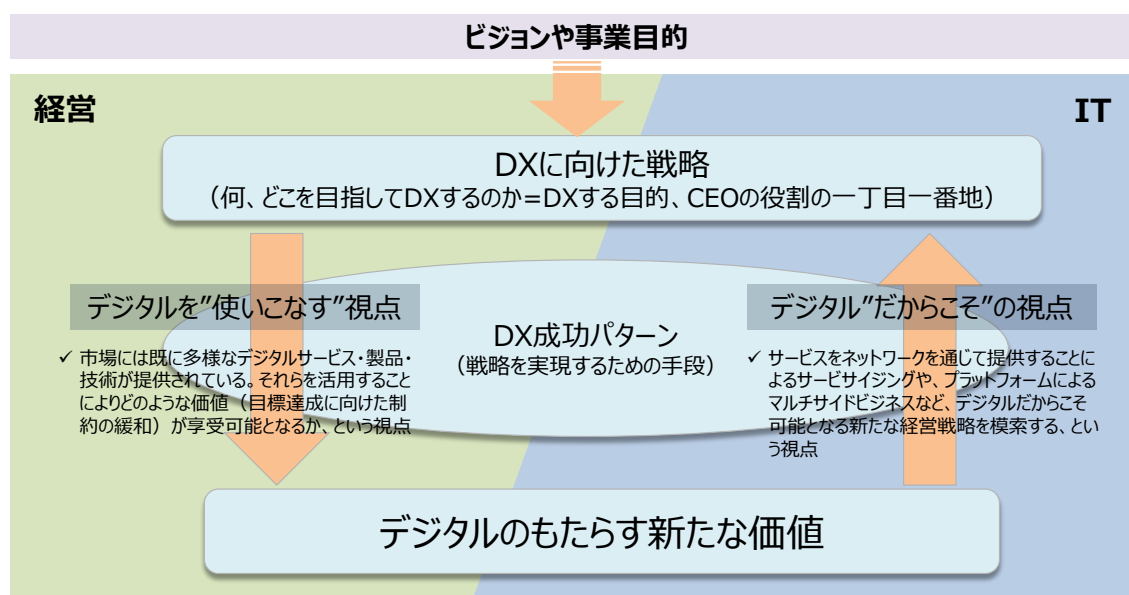 ビジョンや事業目的
経営
IT
DXに向けた戦略
（何、どこを目指してDXするのか=DXする目的、CEOの役割の一丁目一番地）
デジタルを”使いこなす”視点
✓ 市場には既に多様なデジタルサービス・製品・
技術が提供されている。それらを活用すること
によりどのような価値（目標達成に向けた制
約の緩和）が享受可能となるか、という視点
DX成功パターン
（戦略を実現するための手段）
デジタル”だからこそ”の視点
✓ サービスをネットワークを通じて提供することに
よるサービサイジングや、プラットフォームによる
マルチサイドビジネスなど、デジタルだからこそ
可能となる新たな経営戦略を模索する、とい
う視点
デジタルのもたらす新たな価値